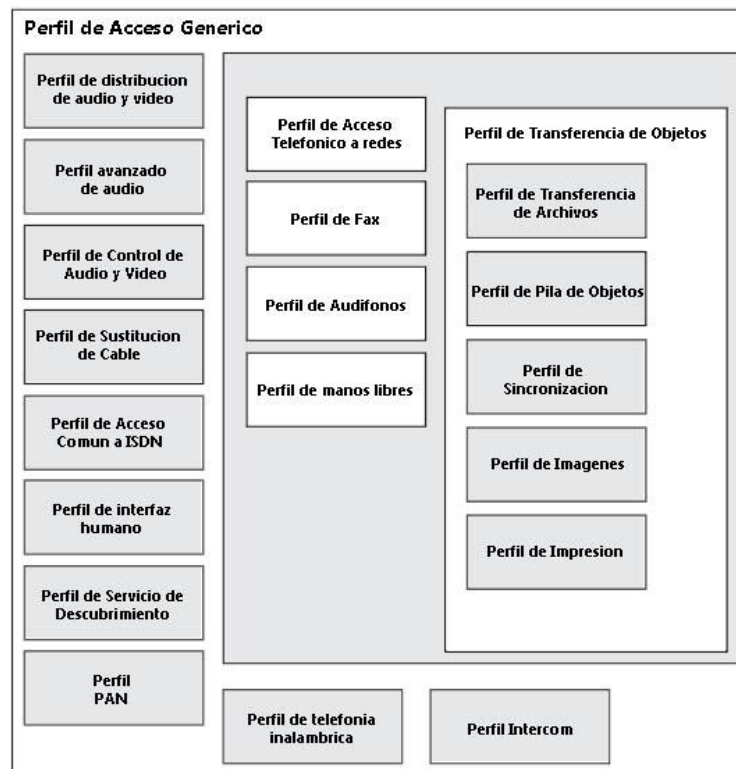 Perfil de Acceso Generico
Perfil de distribucion
de audio y video
Perfil avanzado
de audio
Perfil de Control de
Audio y Video
Perfil de Sustitucion
de Cable
Perfil de Acceso
Comun a ISDN
Perfil de interfaz
humano
Perfil de Servicio de
Descubrimiento
Perfil
PAN
Perfil de Acceso
Telefonico a redes
Perfil de Fax
Perfil de Audifonos
Perfil de manos libres
Perfil de Transferencia de Objetos
Perfil de Transferencia
de Archivos
Perfil de Pila de Objetos
Perfil de
Sincronizacion
Perfil de Imagenes
Perfil de Impresion
Perfil de telefonia
inalambrica
Perfil Intercom